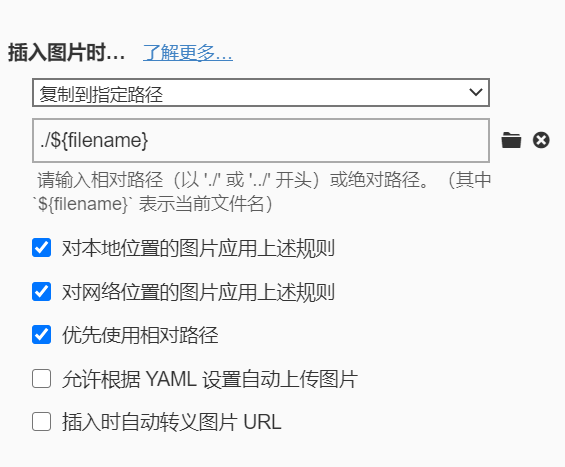 插入图片时… 了解更多…
复制到指定路径
./${filename}
请输入相对路径（以 './' 或 '../' 开头）或绝对路径。（其中
`${filename}` 表示当前文件名）
对本地位置的图片应用上述规则
对网络位置的图片应用上述规则
优先使用相对路径
允许根据 YAML 设置自动上传图片
插入时自动转义图片 URL